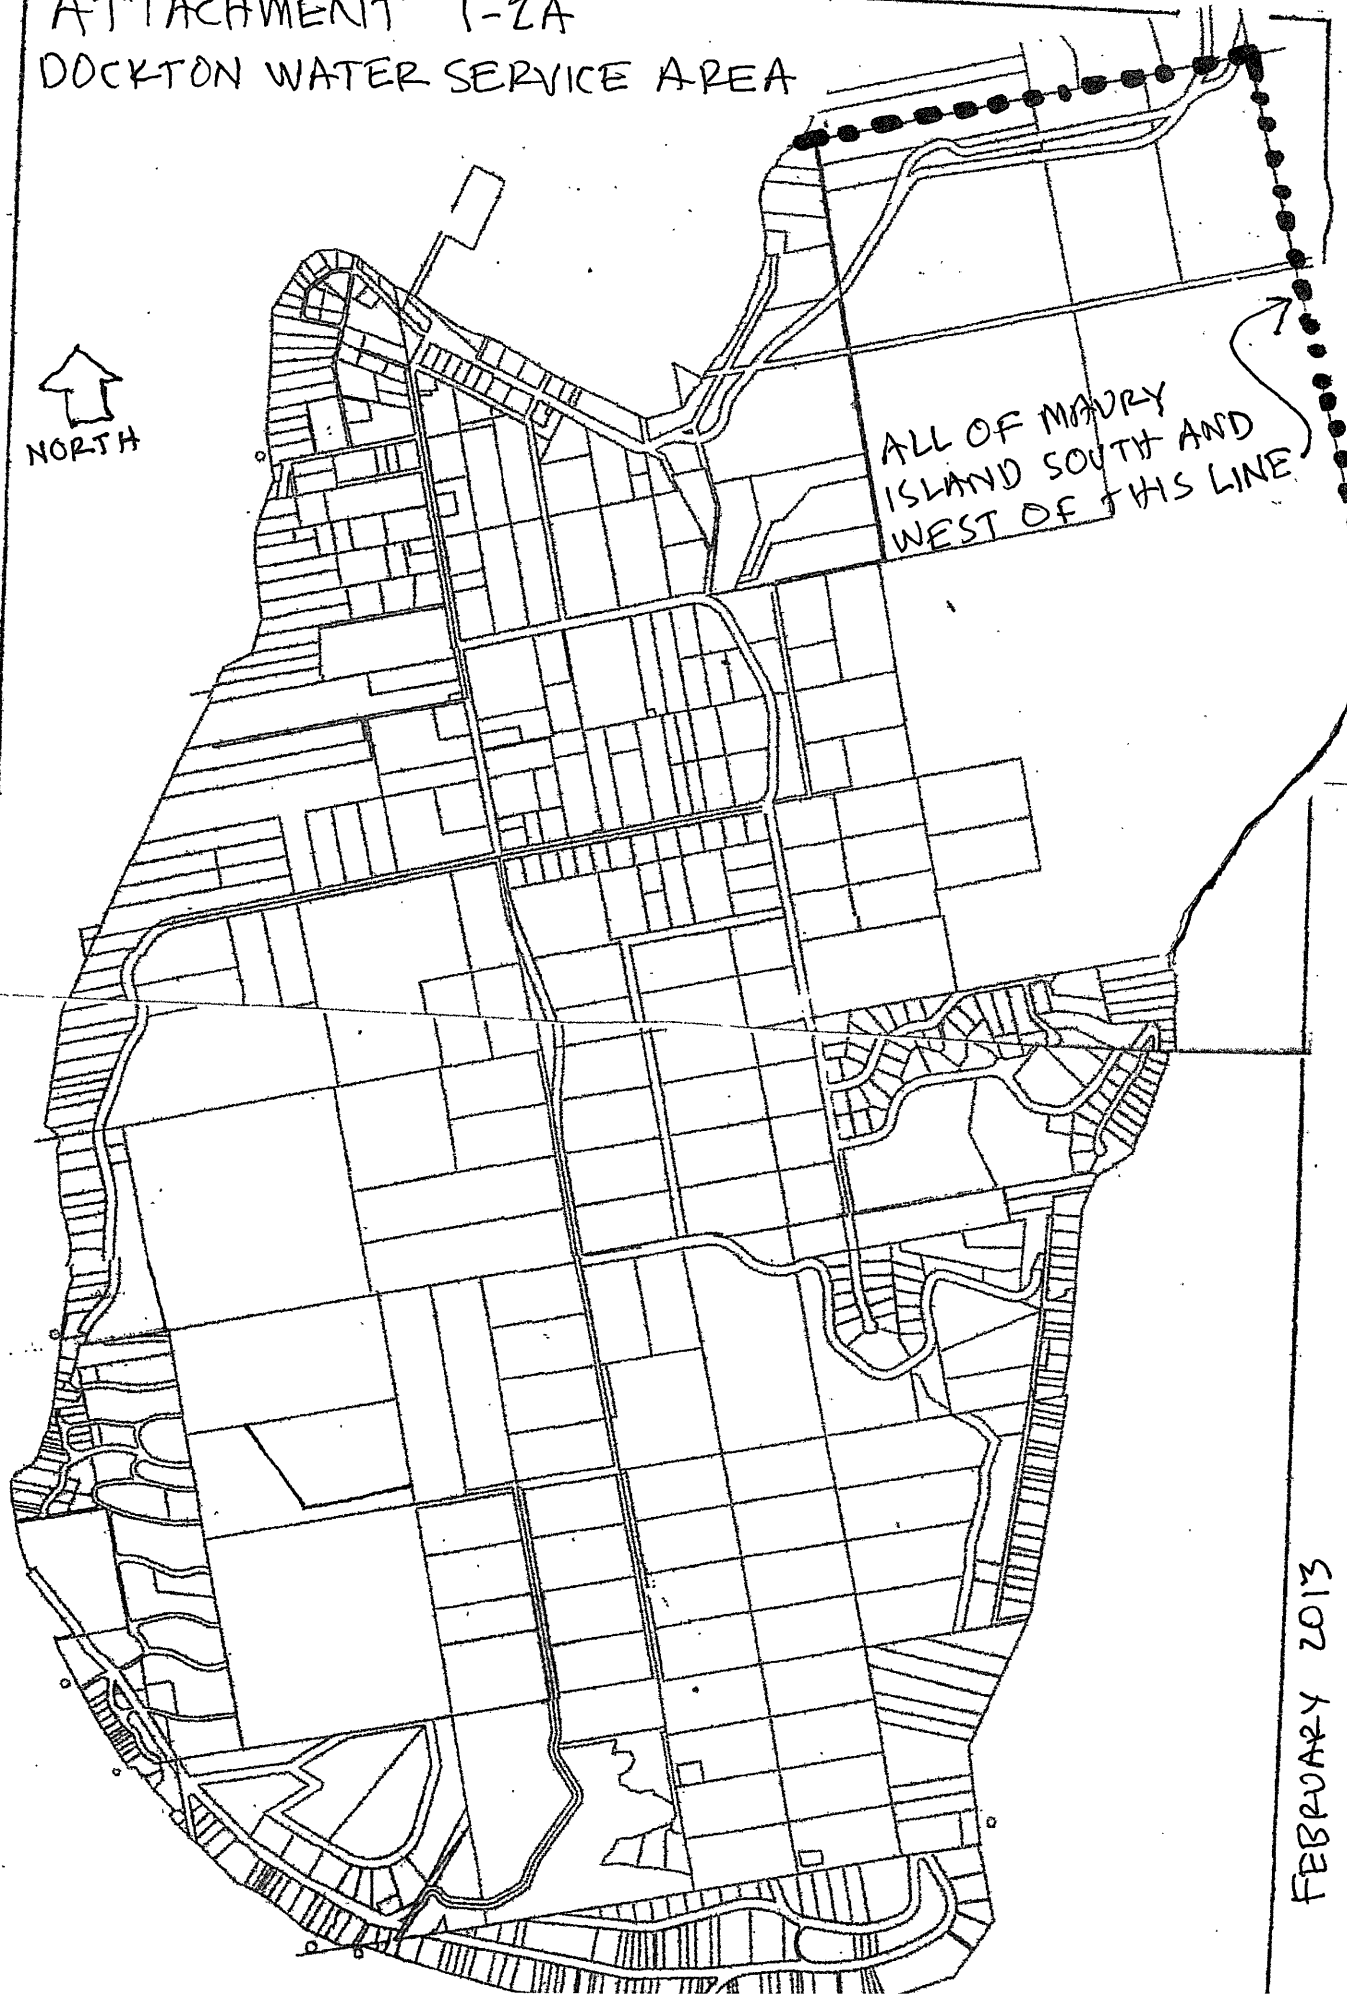 ATTACHMENT 1-2A
DOCKTON WATER SERVICE AREA
NORTH
ALL OF MAURY
ISLAND SOUTH AND
WEST OF THIS LINE
FEBRUARY 2013